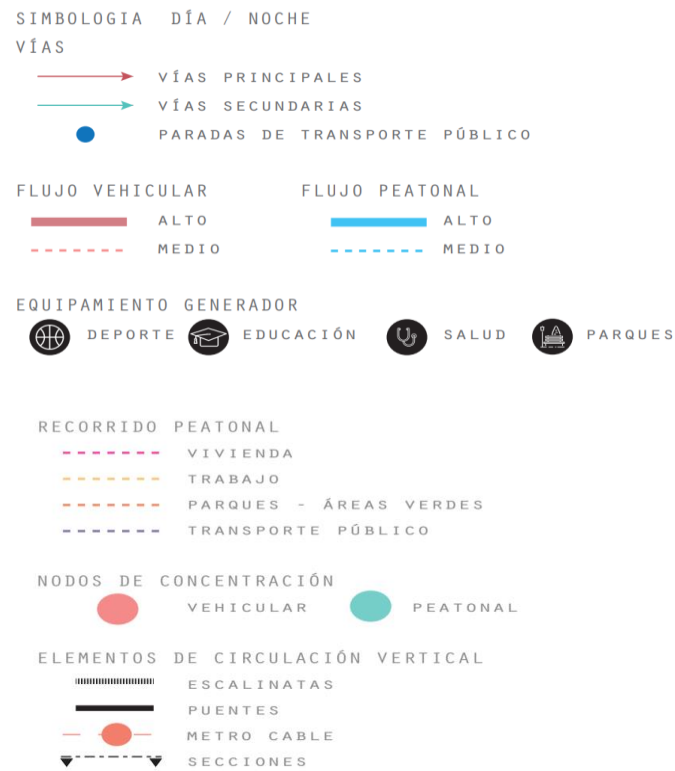 SIMBOLOGIA DÍA / NOCHE
VÍAS
VÍAS PRINCIPALES
VÍAS SECUNDARIAS
PARADAS DE TRANSPORTE PÚBLICO
FLUJO VEHICULAR FLUJO PEATONAL
ALTO ALTO
MEDIO MEDIO
EQUIPAMIENTO GENERADOR
DEPORTE EDUCACIÓN SALUD PARQUES
RECORRIDO PEATONAL
VIVIENDA
TRABAJO
PARQUES - ÁREAS VERDES
TRANSPORTE PÚBLICO
NODOS DE CONCENTRACIÓN
VEHICULAR PEATONAL
ELEMENTOS DE CIRCULACIÓN VERTICAL
ESCALINATAS
PUENTES
METRO CABLE
SECCIONES